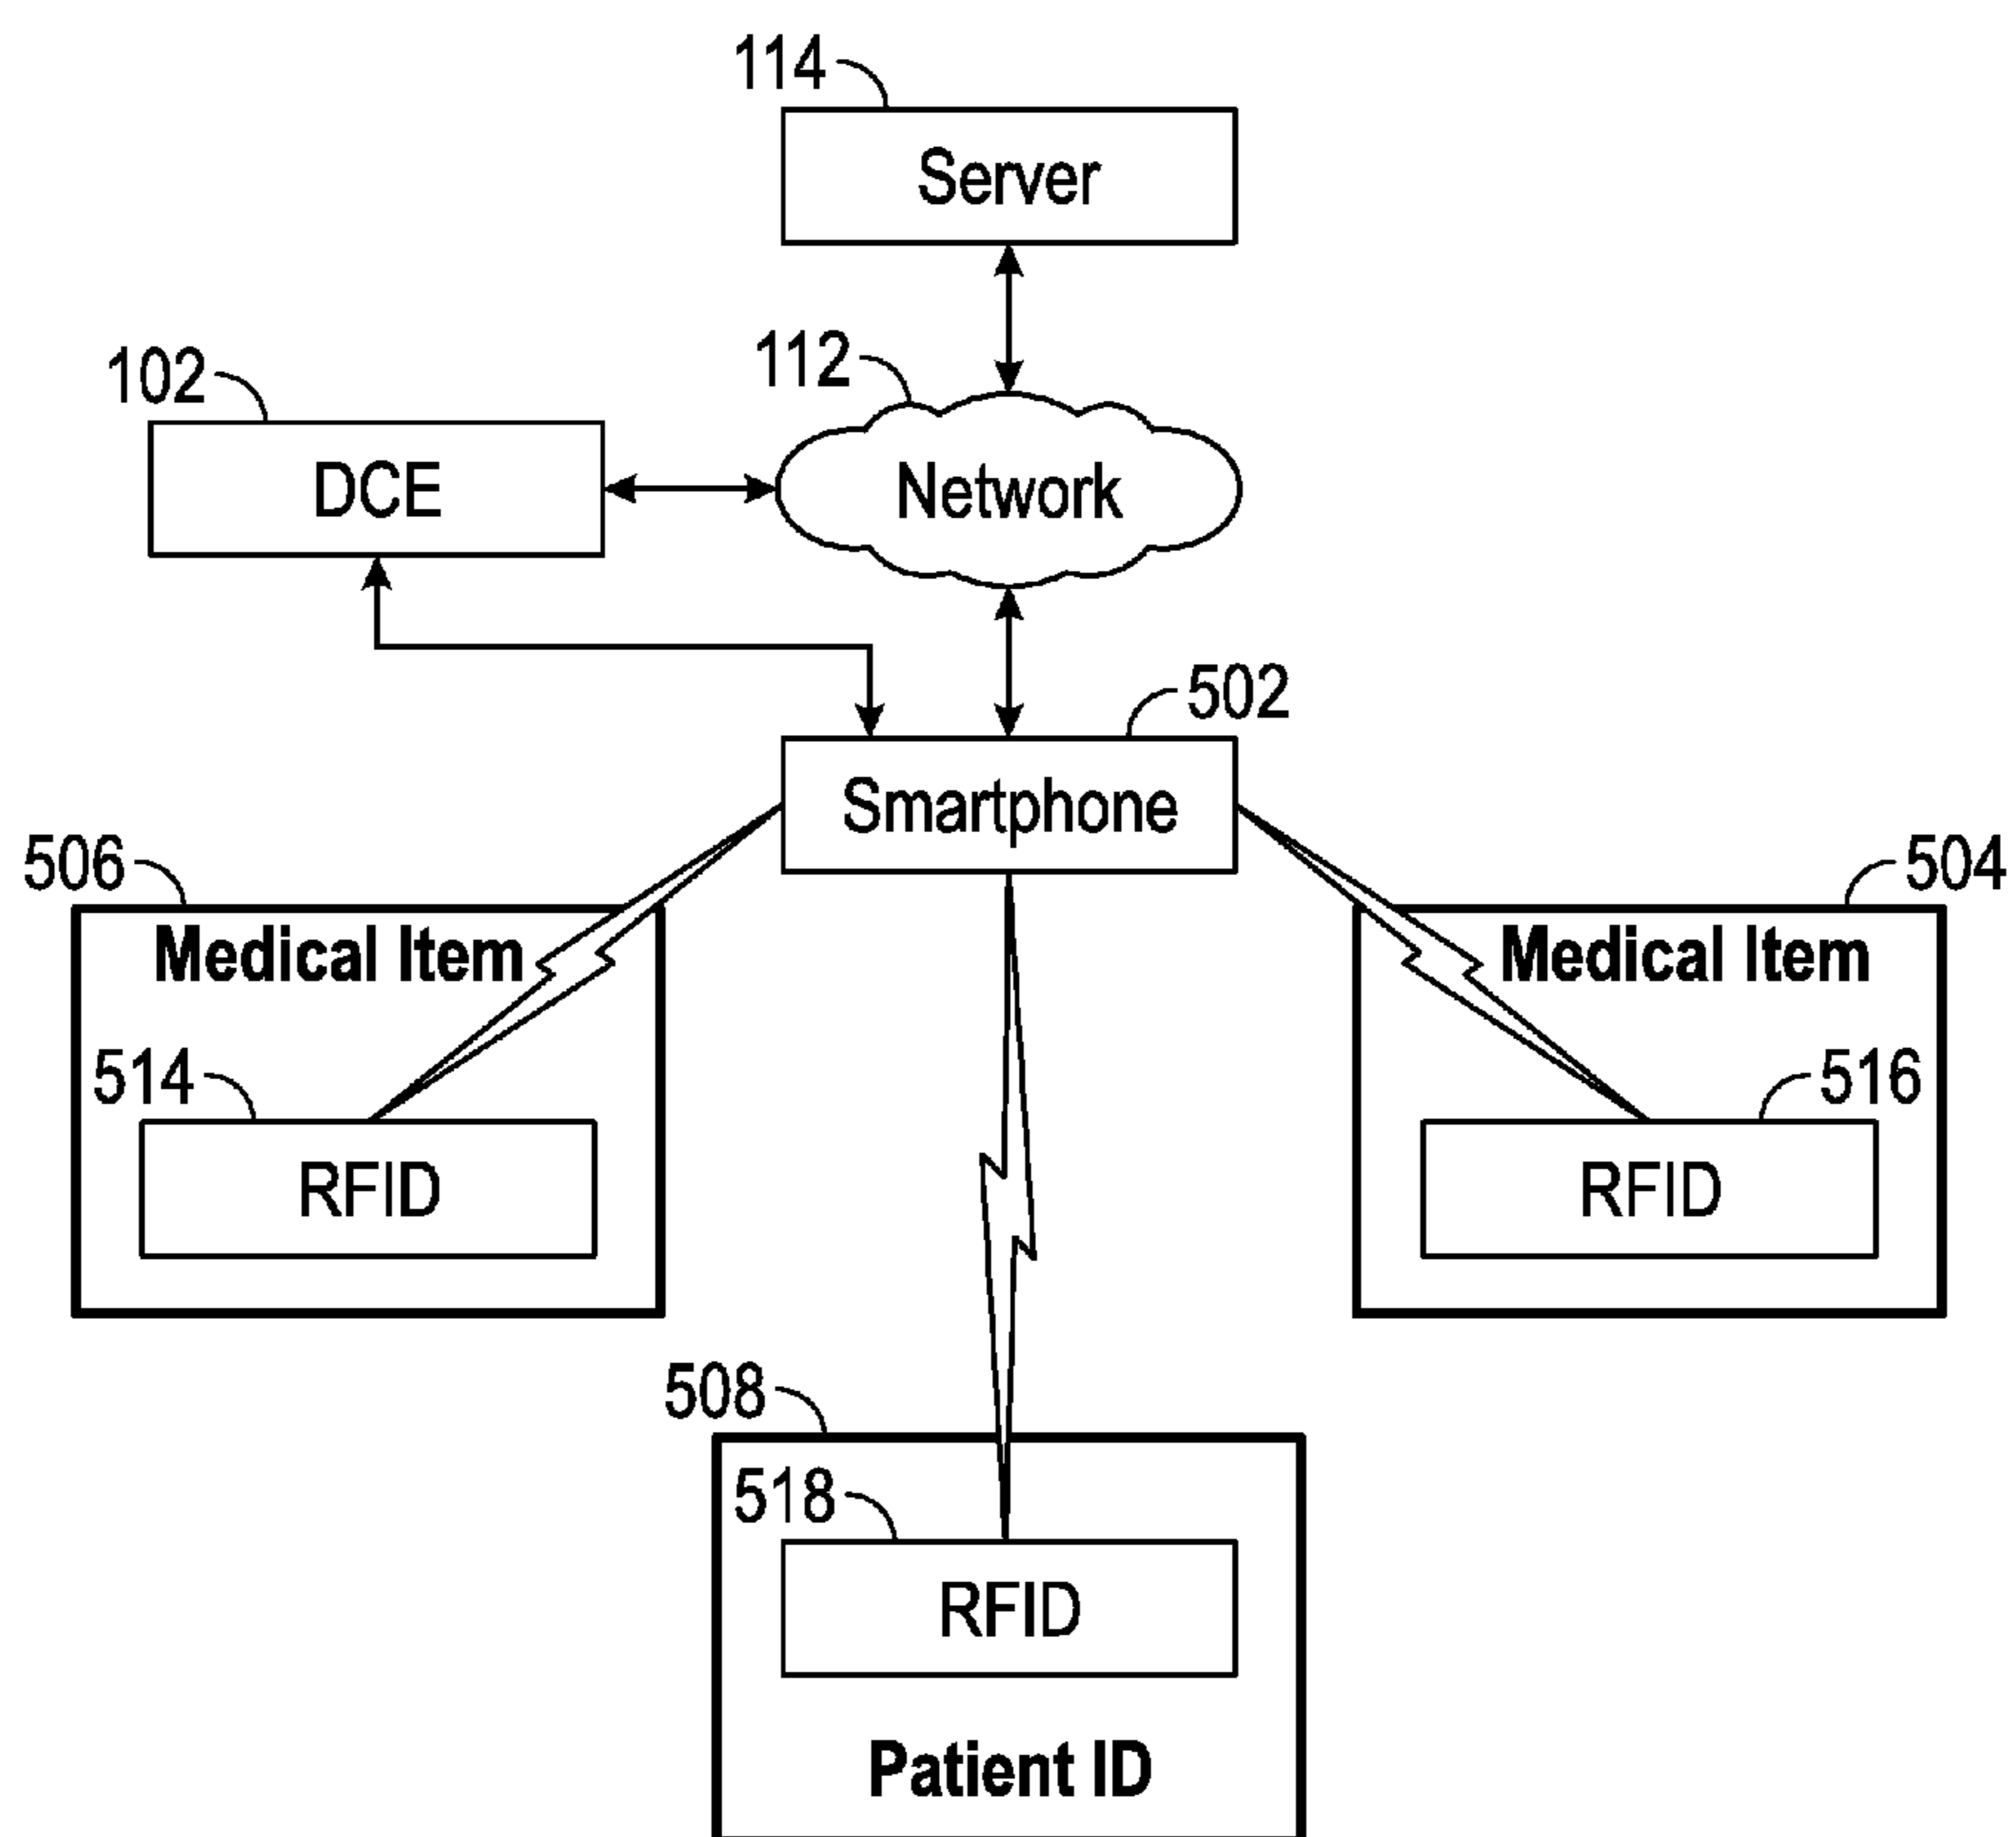 114
Server
112
102
DCE
Network
502
Smartphone
506
504
Medical Item
Medical Item
514
516
RFID
RFID
508
518
RFID
Patient ID